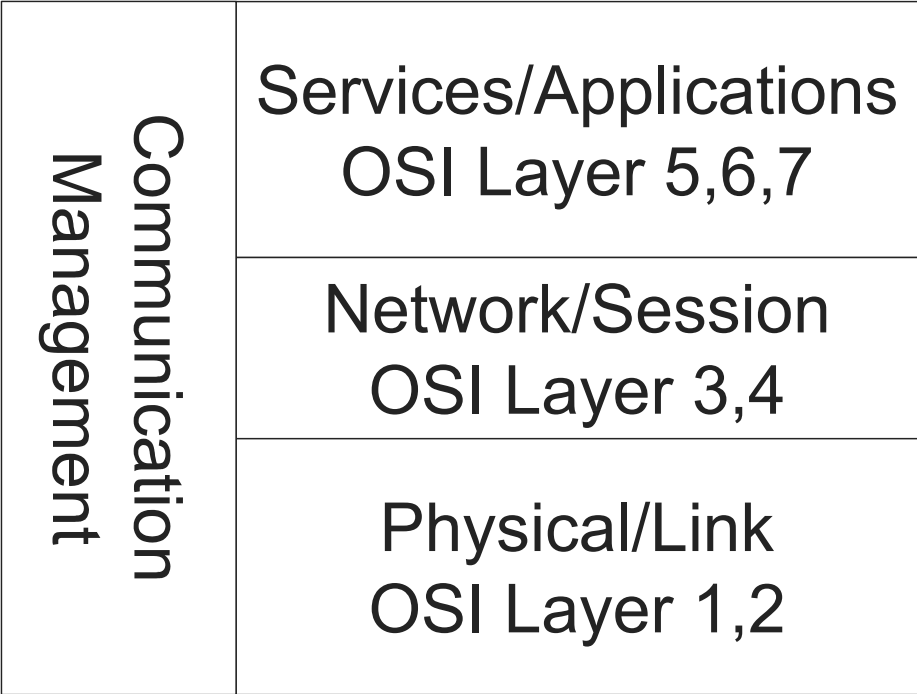 Communication
Management
Services/Applications
OSI Layer 5,6,7
Network/Session
OSI Layer 3,4
Physical/Link
OSI Layer 1,2